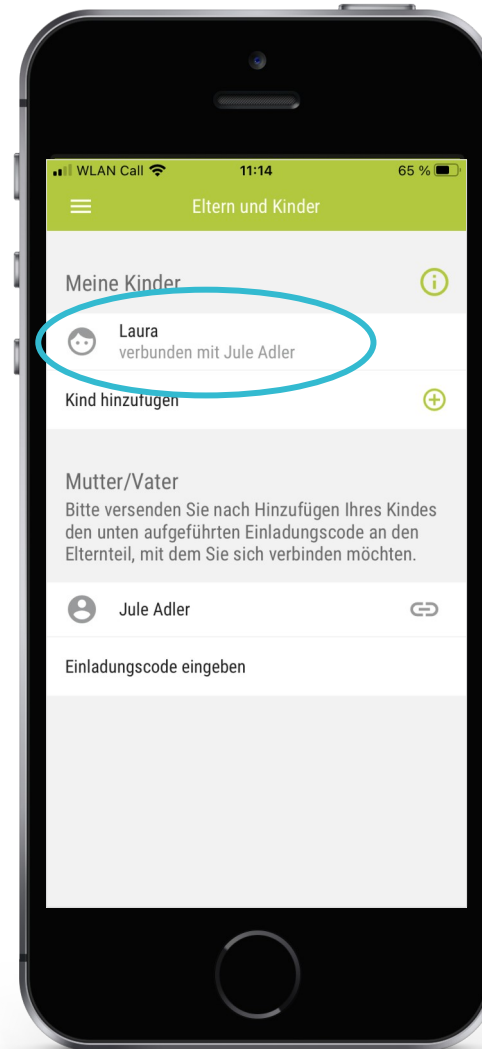 WLAN Call 11:14 65 %
Eltern und Kinder
Meine Kinder
Laura
verbunden mit Jule Adler
Kind hinzufügen
Mutter/Vater
Bitte versenden Sie nach Hinzufügen Ihres Kindes
den unten aufgeführten Einladungscode an den
Elternteil, mit dem Sie sich verbinden möchten.
Jule Adler
Einladungscode eingeben